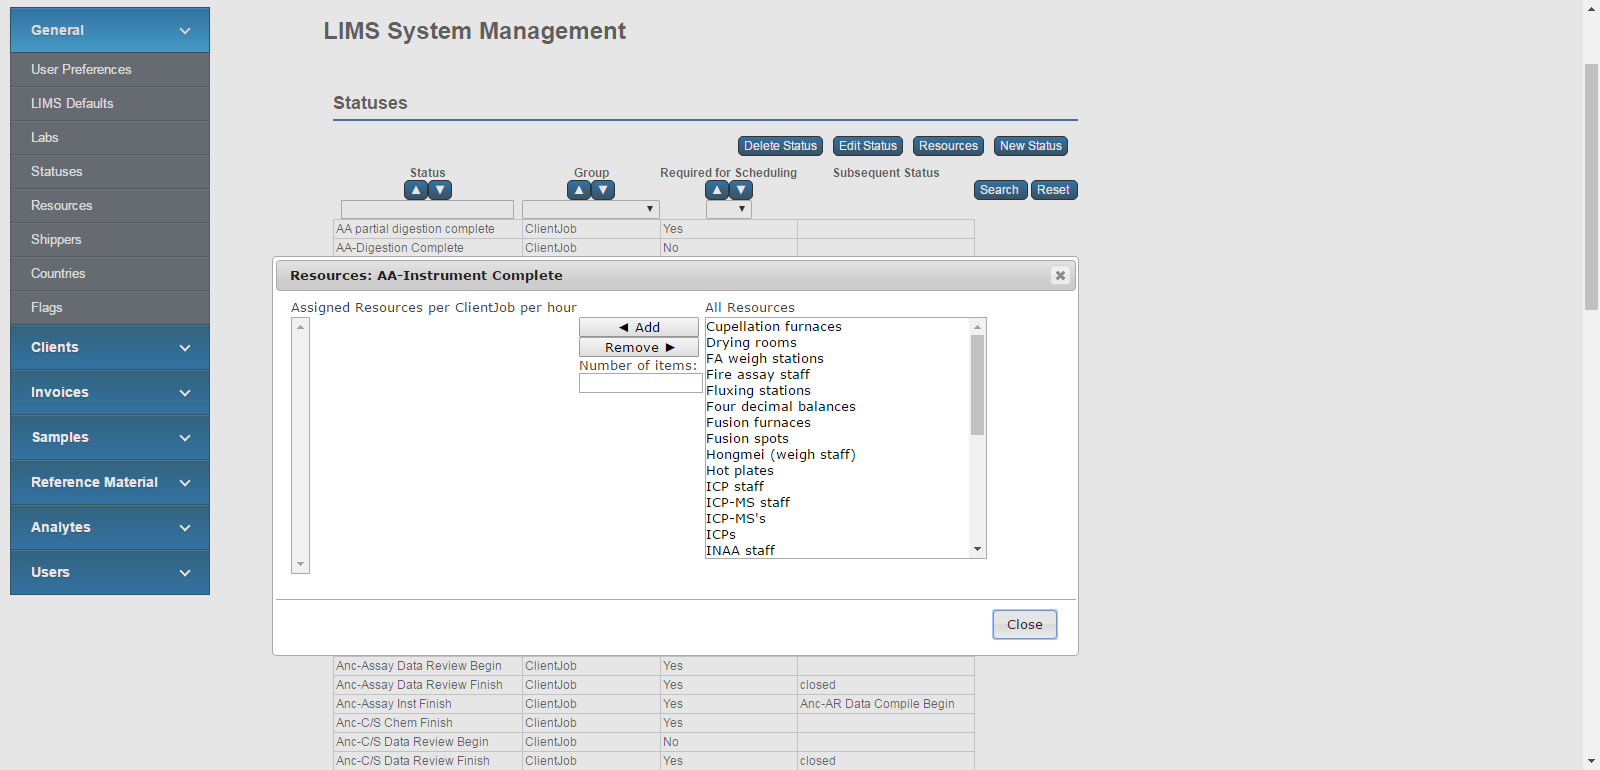 General
User Preferences
LIMS Defaults
Labs
Statuses
Resources
Shippers
Countries
Flags
Clients
Invoices
Samples
Reference Material
Analytes
Users
LIMS System Management
Statuses
Delete Status Edit Status Resources New Status
Status Group Required for Scheduling Subsequent Status
Search Reset
AA partial digestion complete ClientJob Yes
AA-Digestion Complete ClientJob No
Resources: AA-Instrument Complete
Assigned Resources per ClientJob per hour
◄ Add
Remove ►
Number of items:
All Resources
Cupellation furnaces
Drying rooms
FA weigh stations
Fire assay staff
Fluxing stations
Four decimal balances
Fusion furnaces
Fusion spots
Hongmei (weigh staff)
Hot plates
ICP staff
ICP-MS staff
ICP-MS's
ICPs
INAA staff
Close
Anc-Assay Data Review Begin ClientJob Yes
Anc-Assay Data Review Finish ClientJob Yes closed
Anc-Assay Inst Finish ClientJob Yes Anc-AR Data Compile Begin
Anc-C/S Chem Finish ClientJob Yes
Anc-C/S Data Review Begin ClientJob No
Anc-C/S Data Review Finish ClientJob Yes closed